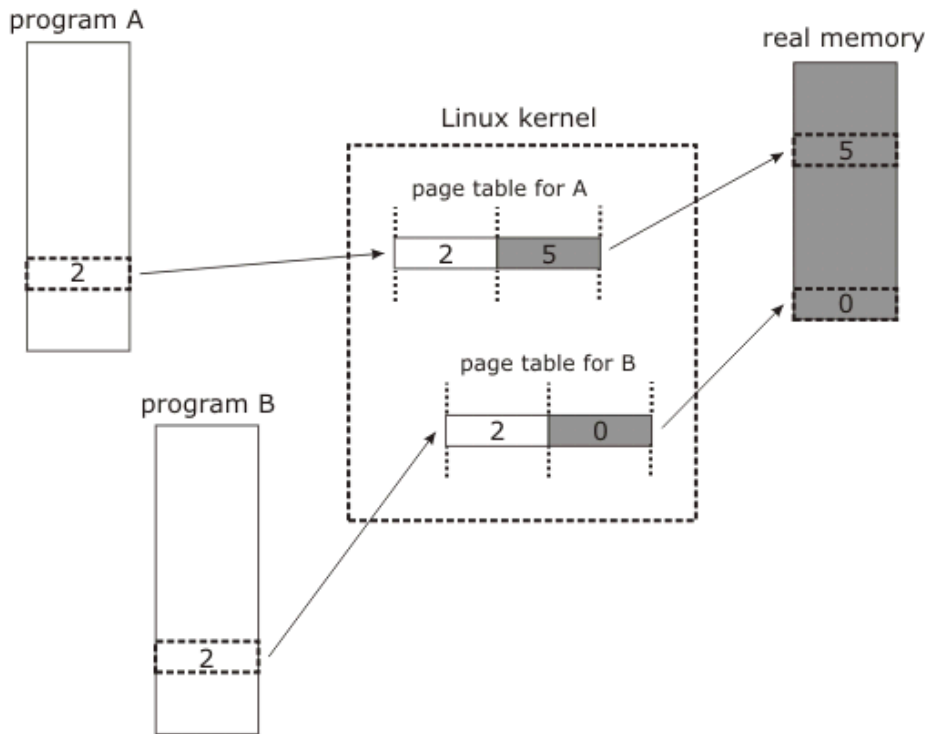 program A
real memory
Linux kernel
5
page table for A
2 5
2
0
page table for B
program B
2 0
2